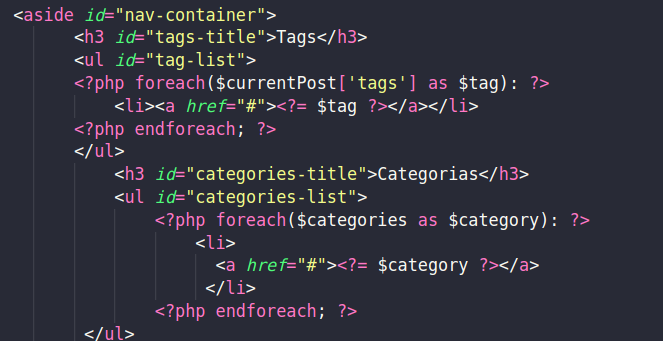 <aside id="nav-container">
<h3 id="tags-title">Tags</h3>
<ul id="tag-list">
<?php foreach($currentPost['tags'] as $tag): ?>
<li><a href="#"><?= $tag ?></a></li>
<?php endforeach; ?>
</ul>
<h3 id="categories-title">Categorias</h3>
<ul id="categories-list">
<?php foreach($categories as $category): ?>
<li>
<a href="#"><?= $category ?></a>
</li>
<?php endforeach; ?>
</ul>